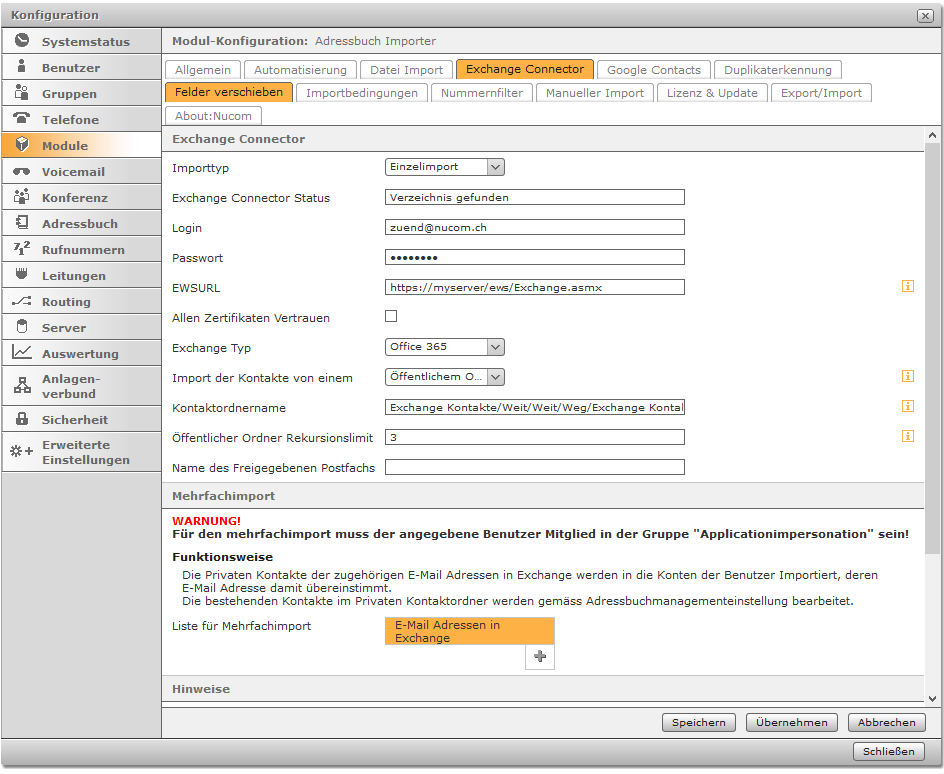 Konfiguration
Systemstatus
Benutzer
Gruppen
Telefone
Module
Voicemail
Konferenz
Adressbuch
Rufnummern
Leitungen
Routing
Server
Auswertung
Anlagen-
verbund
Sicherheit
Erweiterte
Einstellungen
Modul-Konfiguration: Adressbuch Importer
Allgemein Automatisierung Datei Import Exchange Connector Google Contacts Duplikaterkennung
Felder verschieben Importbedingungen Nummernfilter Manueller Import Lizenz & Update Export/Import
About:Nucom
Exchange Connector
Importtyp Einzelimport
Exchange Connector Status Verzeichnis gefunden
Login zuend@nucom.ch
Passwort ••••••••
EWSURL https://myserver/ews/Exchange.asmx
Allen Zertifikaten Vertrauen
Exchange Typ Office 365
Import der Kontakte von einem Öffentlichem O...
Kontaktordnername Exchange Kontakte/Weit/Weit/Weg/Exchange Kontal
Öffentlicher Ordner Rekursionslimit 3
Name des Freigegebenen Postfachs
Mehrfachimport
WARNUNG!
Für den mehrfachimport muss der angegebene Benutzer Mitglied in der Gruppe "Applicationimpersonation" sein!
Funktionsweise
Die Privaten Kontakte der zugehörigen E-Mail Adressen in Exchange werden in die Konten der Benutzer Importiert, deren
E-Mail Adresse damit übereinstimmt.
Die bestehenden Kontakte im Privaten Kontaktordner werden gemäss Adressbuchmanagementeinstellung bearbeitet.
Liste für Mehrfachimport E-Mail Adressen in
Exchange
Hinweise
Speichern Übernehmen Abbrechen
Schließen